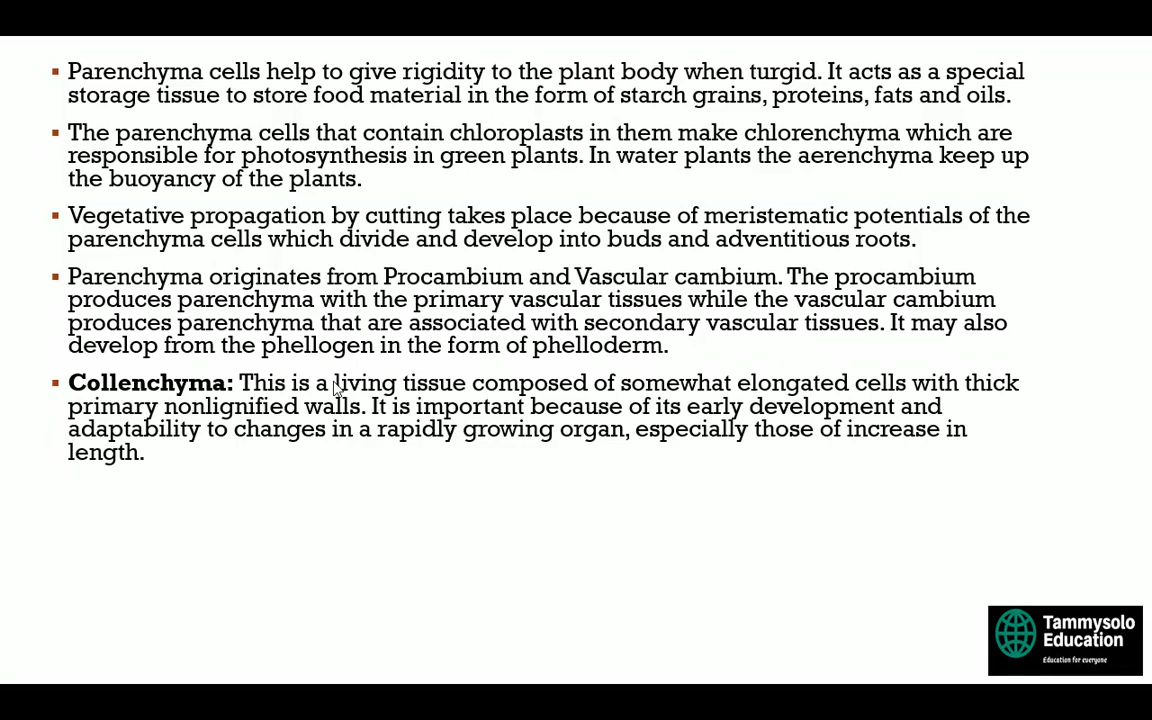 ▪ Parenchyma cells help to give rigidity to the plant body when turgid. It acts as a special
storage tissue to store food material in the form of starch grains, proteins, fats and oils.
▪ The parenchyma cells that contain chloroplasts in them make chlorenchyma which are
responsible for photosynthesis in green plants. In water plants the aerenchyma keep up
the buoyancy of the plants.
▪ Vegetative propagation by cutting takes place because of meristematic potentials of the
parenchyma cells which divide and develop into buds and adventitious roots.
▪ Parenchyma originates from Procambium and Vascular cambium. The procambium
produces parenchyma with the primary vascular tissues while the vascular cambium
produces parenchyma that are associated with secondary vascular tissues. It may also
develop from the phellogen in the form of phelloderm.
▪ Collenchyma: This is a living tissue composed of somewhat elongated cells with thick
primary nonlignified walls. It is important because of its early development and
adaptability to changes in a rapidly growing organ, especially those of increase in
length.
Tammysolo
Education
Education for everyone